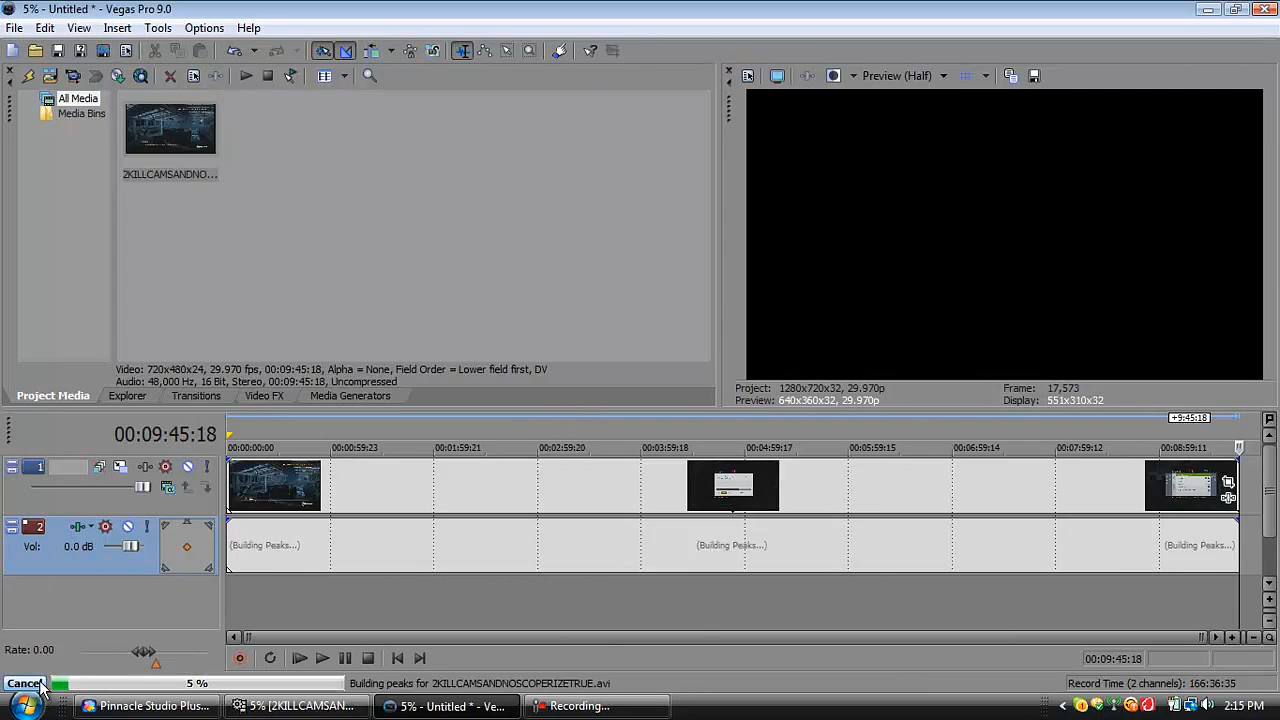 5% - Untitled * - Vegas Pro 9.0
File Edit View Insert Tools Options Help
Preview (Half)
All Media
Media Bins
2KILLCAMSANDNO...
Video: 720x480x24, 29.970 fps, 00:09:45:18, Alpha = None, Field Order = Lower field first, DV
Audio: 48,000 Hz, 16 Bit, Stereo, 00:09:45:18, Uncompressed
Project Media Explorer Transitions Video FX Media Generators
Project: 1280x720x32, 29.970p Frame: 17,573
Preview: 640x360x32, 29.970p Display: 551x310x32
+9:45:18
00:09:45:18
00:00:00:00 00:00:59:23 00:01:59:21 00:02:59:20 00:03:59:18 00:04:59:17 00:05:59:15 00:06:59:14 00:07:59:12 00:08:59:11
1
2
Vol: 0.0 dB
(Building Peaks...) (Building Peaks...) (Building Peaks...)
Rate: 0.00
00:09:45:18
Cancel 5 % Building peaks for 2KILLCAMSANDNOSCOPERIZETRUE.avi Record Time (2 channels): 166:36:35
Pinnacle Studio Plus... 5% [2KILLCAMSAN... 5% - Untitled * - Ve... Recording... 2:15 PM